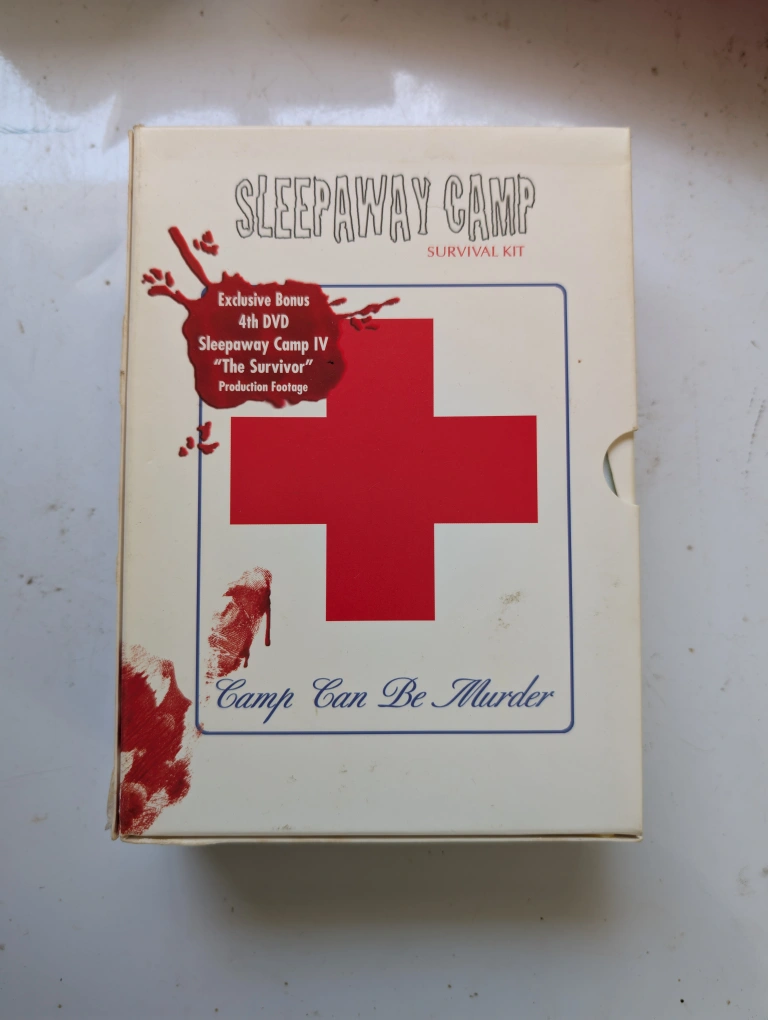 SLEEPAWAY CAMP
SURVIVAL KIT
Exclusive Bonus
4th DVD
Sleepaway Camp IV
"The Survivor"
Production Footage
Camp Can Be Murder